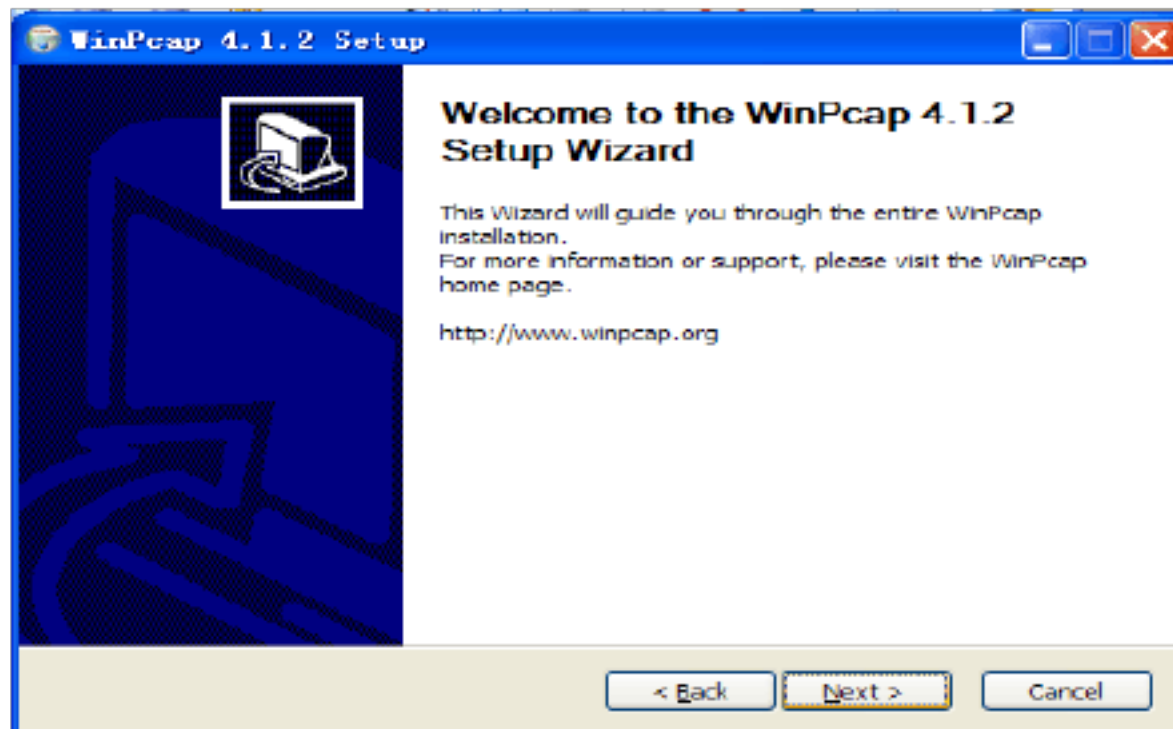 WinPcap 4.1.2 Setup
Welcome to the WinPcap 4.1.2
Setup Wizard
This Wizard will guide you through the entire WinPcap
installation.
For more information or support, please visit the WinPcap
home page.
http://www.winpcap.org
< Back
Next >
Cancel